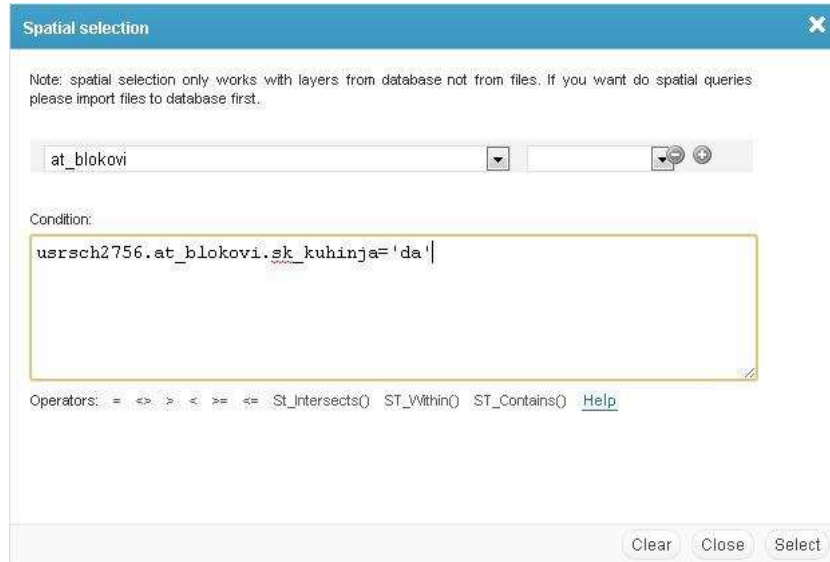 Spatial selection
Note: spatial selection only works with layers from database not from files. If you want do spatial queries
please import files to database first.
at_blokovi
Condition:
usrsch2756.at_blokovi.sk_kuhinja='da'
Operators: = <> > < >= <= St_Intersects() ST_Within() ST_Contains() Help
Clear Close Select